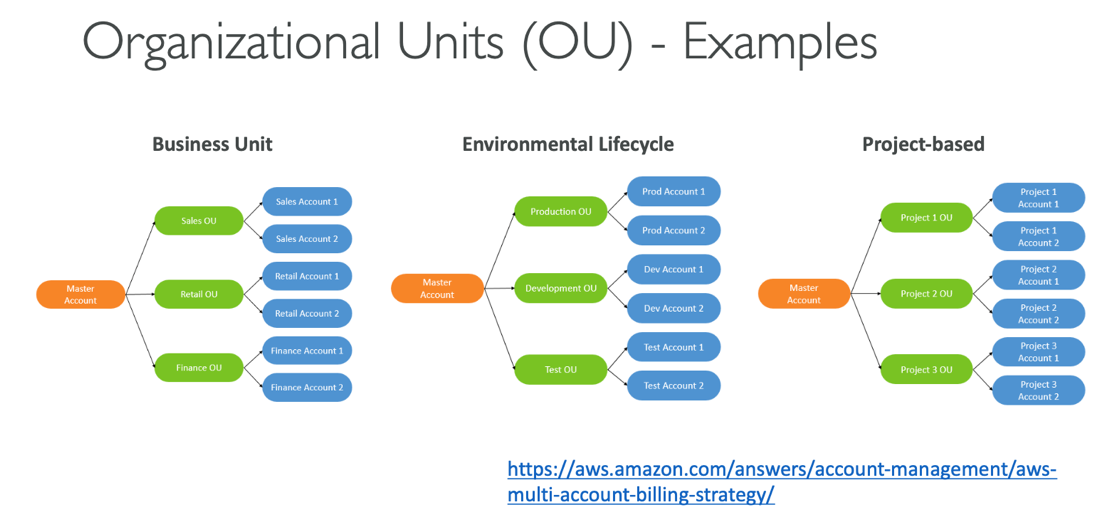 Organizational Units (OU) - Examples
Business Unit
Master
Account
Sales OU
Sales Account 1
Sales Account 2
Retail OU
Retail Account 1
Retail Account 2
Finance OU
Finance Account 1
Finance Account 2
Environmental Lifecycle
Master
Account
Production OU
Prod Account 1
Prod Account 2
Development OU
Dev Account 1
Dev Account 2
Test OU
Test Account 1
Test Account 2
Project-based
Master
Account
Project 1 OU
Project 1
Account 1
Project 1
Account 2
Project 2 OU
Project 2
Account 1
Project 2
Account 2
Project 3 OU
Project 3
Account 1
Project 3
Account 2
https://aws.amazon.com/answers/account-management/aws-
multi-account-billing-strategy/